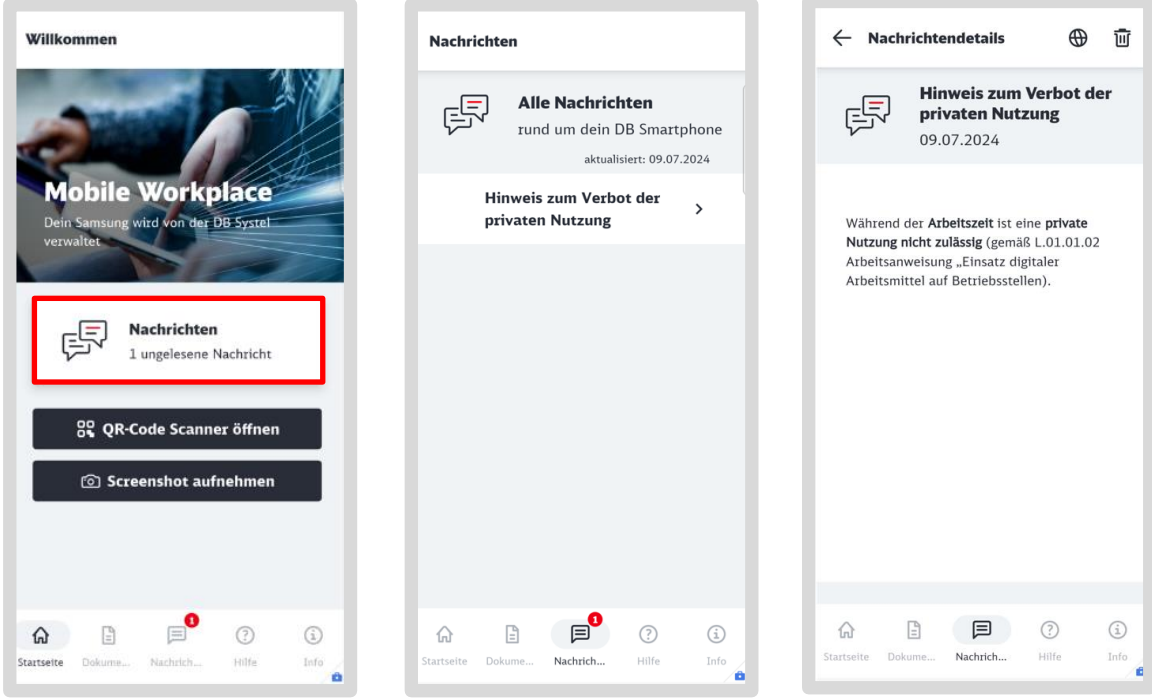 Willkommen
Mobile Workplace
Dein Samsung wird von der DB Systel
verwaltet
Nachrichten
1 ungelesene Nachricht
QR-Code Scanner öffnen
Screenshot aufnehmen
1
Startseite
Dokume...
Nachrich...
Hilfe
Info
Nachrichten
Alle Nachrichten
rund um dein DB Smartphone
aktualisiert: 09.07.2024
Hinweis zum Verbot der
privaten Nutzung
1
Startseite
Dokume...
Nachrich...
Hilfe
Info
Nachrichtendetails
Hinweis zum Verbot der
privaten Nutzung
09.07.2024
Während der Arbeitszeit ist eine private
Nutzung nicht zulässig (gemäß L.01.01.02
Arbeitsanweisung „Einsatz digitaler
Arbeitsmittel auf Betriebsstellen).
Startseite
Dokume...
Nachrich...
Hilfe
Info